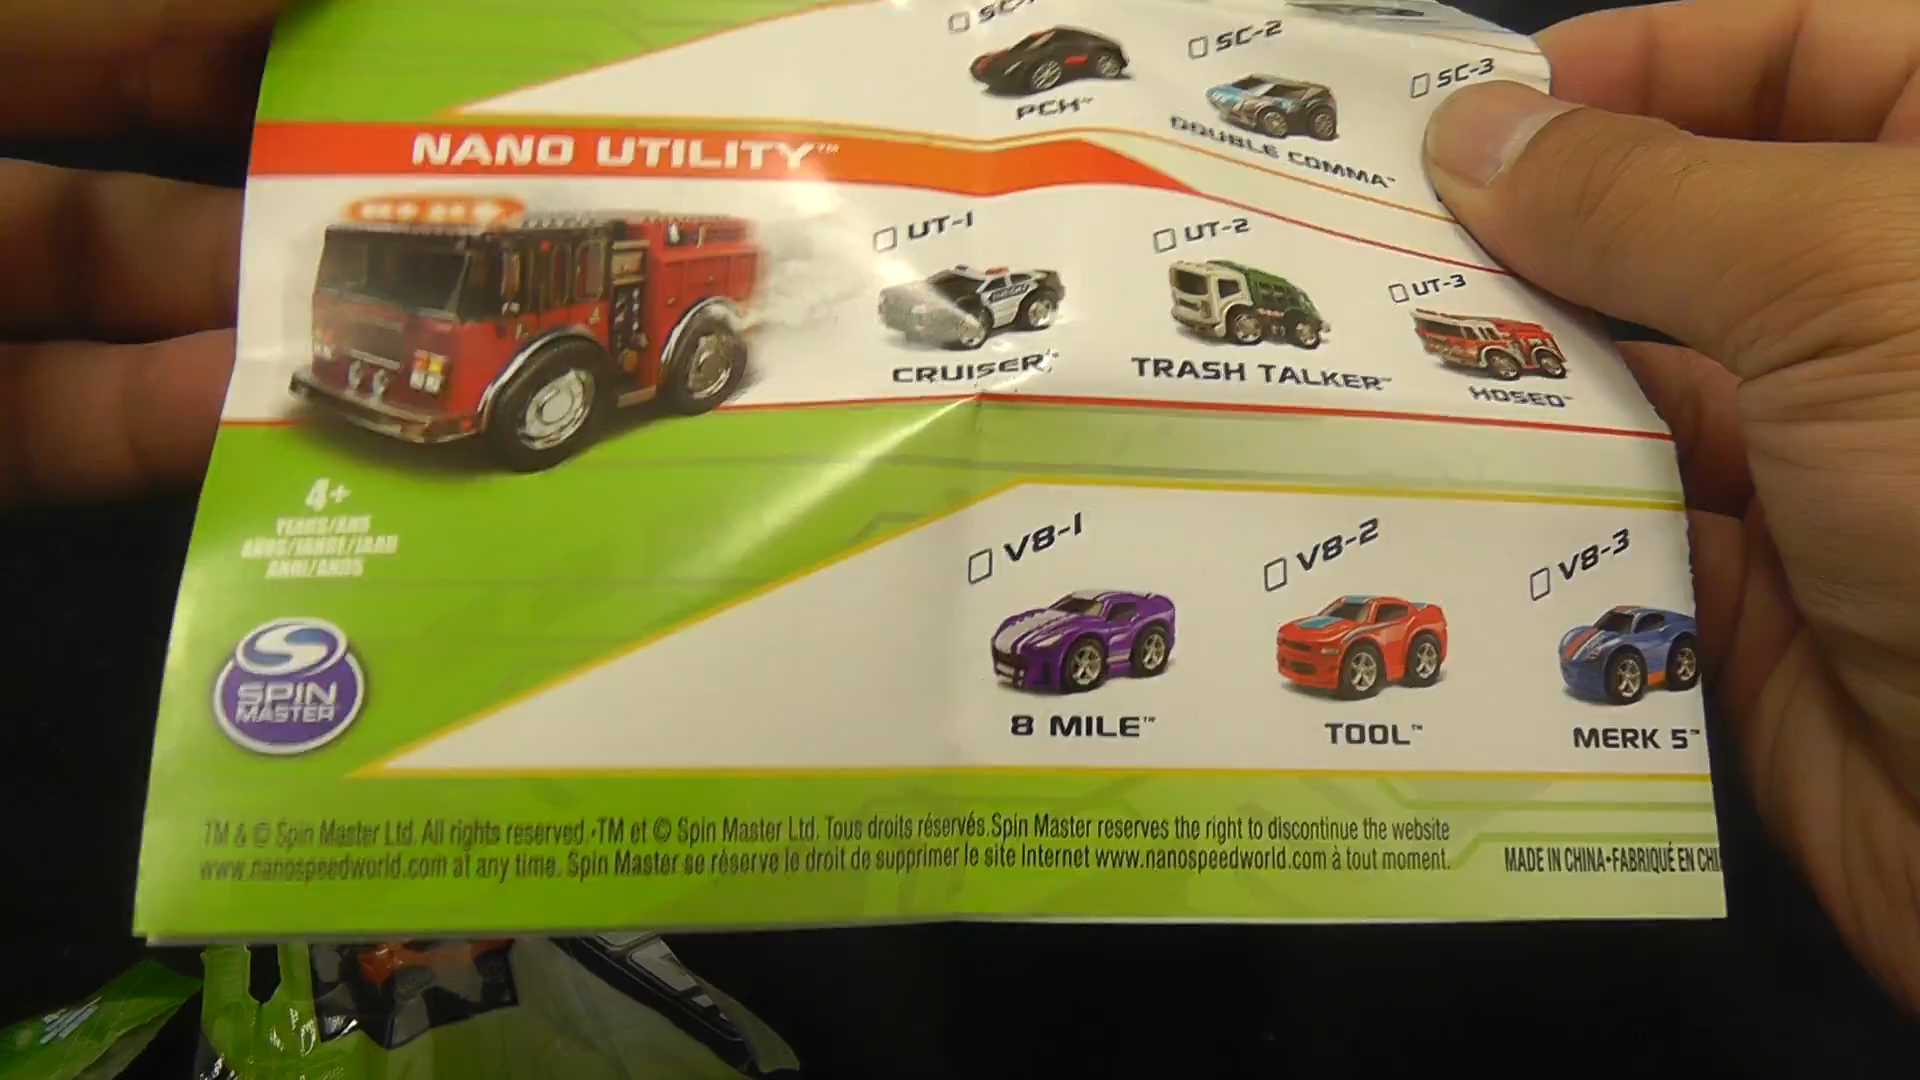 SC-2
SC-3
PCH™
DOUBLE COMMA™
NANO UTILITY™
UT-1
UT-2
UT-3
CRUISER™
TRASH TALKER™
HOSED™
4+
YEARS/ANS
V8-1
V8-2
V8-3
SPIN
MASTER
8 MILE™
TOOL™
MERK 5™
TM & © Spin Master Ltd. All rights reserved. •TM et © Spin Master Ltd. Tous droits réservés.Spin Master reserves the right to discontinue the website
www.nanospeedworld.com at any time. Spin Master se réserve le droit de supprimer le site Internet www.nanospeedworld.com à tout moment.
MADE IN CHINA•FABRIQUÉ EN CHI